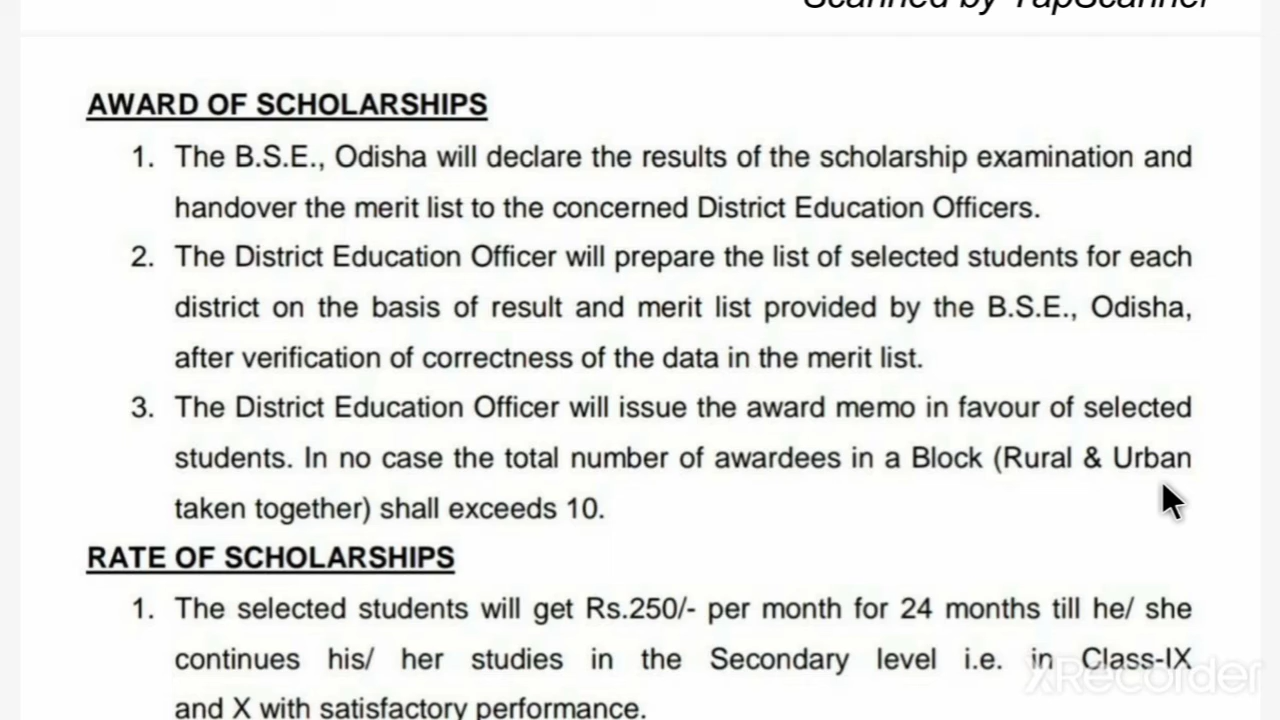 Scanned by TapScanner
AWARD OF SCHOLARSHIPS
1. The B.S.E., Odisha will declare the results of the scholarship examination and
handover the merit list to the concerned District Education Officers.
2. The District Education Officer will prepare the list of selected students for each
district on the basis of result and merit list provided by the B.S.E., Odisha,
after verification of correctness of the data in the merit list.
3. The District Education Officer will issue the award memo in favour of selected
students. In no case the total number of awardees in a Block (Rural & Urban
taken together) shall exceeds 10.
RATE OF SCHOLARSHIPS
1. The selected students will get Rs.250/- per month for 24 months till he/ she
continues his/ her studies in the Secondary level i.e. in Class-IX
and X with satisfactory performance.
XRecorder